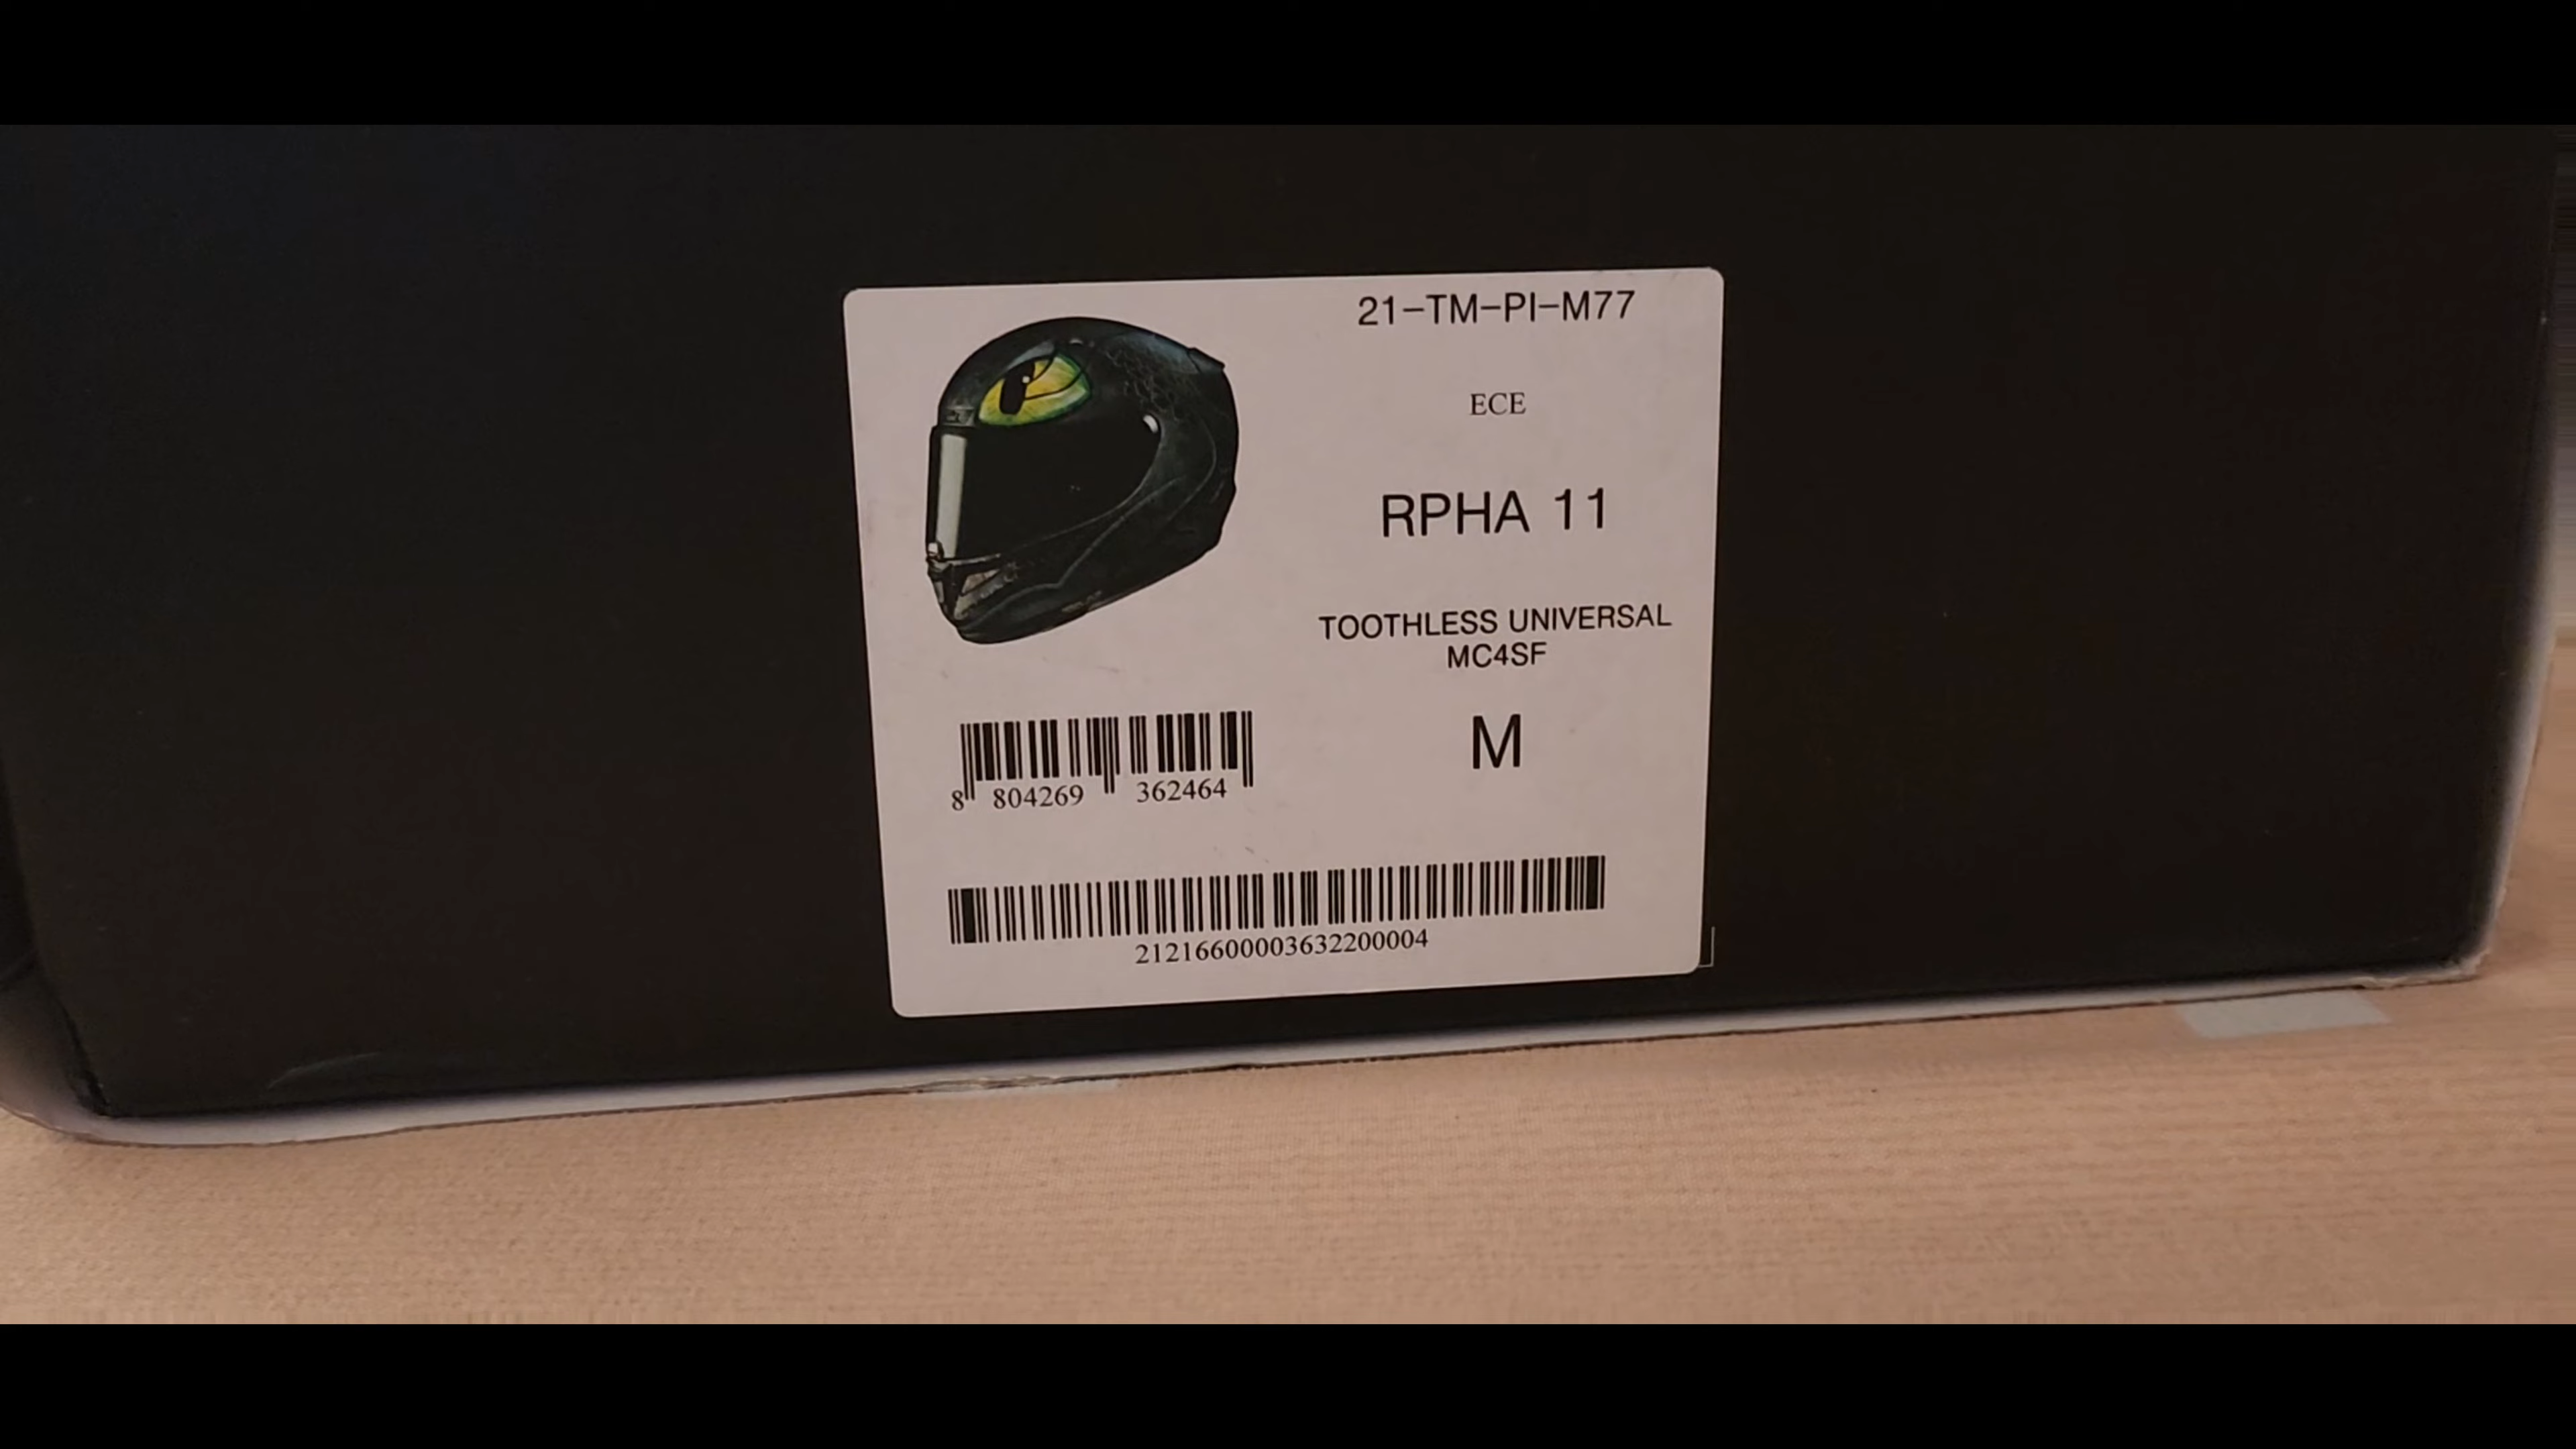 21-TM-PI-M77
ECE
RPHA 11
TOOTHLESS UNIVERSAL
MC4SF
M
8 804269 362464
21216600003632200004